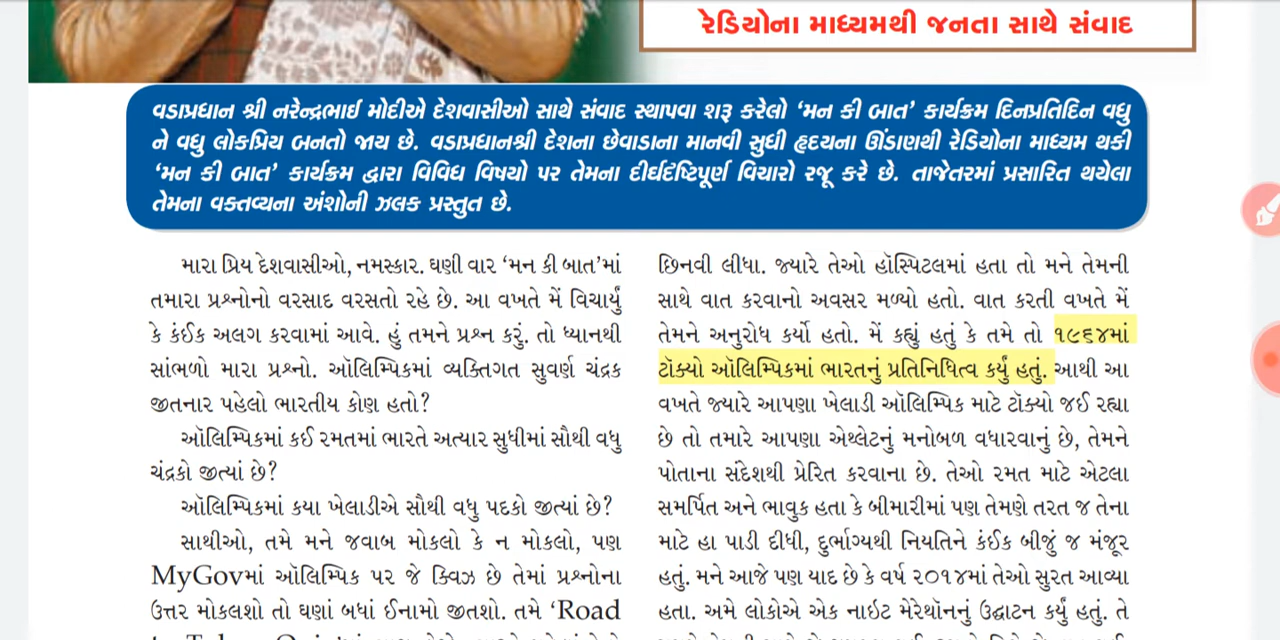 રેડિયોના માધ્યમથી જનતા સાથે સંવાદ
વડાપ્રધાન શ્રી નરેન્દ્રભાઈ મોદીએ દેશવાસીઓ સાથે સંવાદ સ્થાપવા શરૂ કરેલો ‘મન કી બાત’ કાર્યક્રમ દિનપ્રતિદિન વધુ
ને વધુ લોકપ્રિય બનતો જાય છે. વડાપ્રધાનશ્રી દેશના છેવાડાના માનવી સુધી હૃદયના ઊંડાણથી રેડિયોના માધ્યમ થકી
‘મન કી બાત’ કાર્યક્રમ દ્વારા વિવિધ વિષયો પર તેમના દીર્ઘદૃષ્ટિપૂર્ણ વિચારો રજૂ કરે છે. તાજેતરમાં પ્રસારિત થયેલા
તેમના વક્તવ્યના અંશોની ઝલક પ્રસ્તુત છે.
મારા પ્રિય દેશવાસીઓ, નમસ્કાર. ઘણી વાર ‘મન કી બાત’માં
તમારા પ્રશ્નોનો વરસાદ વરસતો રહે છે. આ વખતે મેં વિચાર્યું
કે કંઈક અલગ કરવામાં આવે. હું તમને પ્રશ્ન કરું. તો ધ્યાનથી
સાંભળો મારા પ્રશ્નો. ઑલિમ્પિકમાં વ્યક્તિગત સુવર્ણ ચંદ્રક
જીતનાર પહેલો ભારતીય કોણ હતો?
ઑલિમ્પિકમાં કઈ રમતમાં ભારતે અત્યાર સુધીમાં સૌથી વધુ
ચંદ્રકો જીત્યાં છે?
ઑલિમ્પિકમાં કયા ખેલાડીએ સૌથી વધુ પદકો જીત્યાં છે?
સાથીઓ, તમે મને જવાબ મોકલો કે ન મોકલો, પણ
MyGovમાં ઑલિમ્પિક પર જે ક્વિઝ છે તેમાં પ્રશ્નોના
ઉત્તર મોકલશો તો ઘણાં બધાં ઈનામો જીતશો. તમે ‘Road
છિનવી લીધા. જ્યારે તેઓ હૉસ્પિટલમાં હતા તો મને તેમની
સાથે વાત કરવાનો અવસર મળ્યો હતો. વાત કરતી વખતે મેં
તેમને અનુરોધ કર્યો હતો. મેં કહ્યું હતું કે તમે તો ૧૯૬૪માં
ટૉક્યો ઑલિમ્પિકમાં ભારતનું પ્રતિનિધિત્વ કર્યું હતું. આથી આ
વખતે જ્યારે આપણા ખેલાડી ઑલિમ્પિક માટે ટૉક્યો જઈ રહ્યા
છે તો તમારે આપણા એથ્લેટનું મનોબળ વધારવાનું છે, તેમને
પોતાના સંદેશથી પ્રેરિત કરવાના છે. તેઓ રમત માટે એટલા
સમર્પિત અને ભાવુક હતા કે બીમારીમાં પણ તેમણે તરત જ તેના
માટે હા પાડી દીધી, દુર્ભાગ્યથી નિયતિને કંઈક બીજું જ મંજૂર
હતું. મને આજે પણ યાદ છે કે વર્ષ ૨૦૧૪માં તેઓ સુરત આવ્યા
હતા. અમે લોકોએ એક નાઇટ મેરેથૉનનું ઉદ્ઘાટન કર્યું હતું. તે